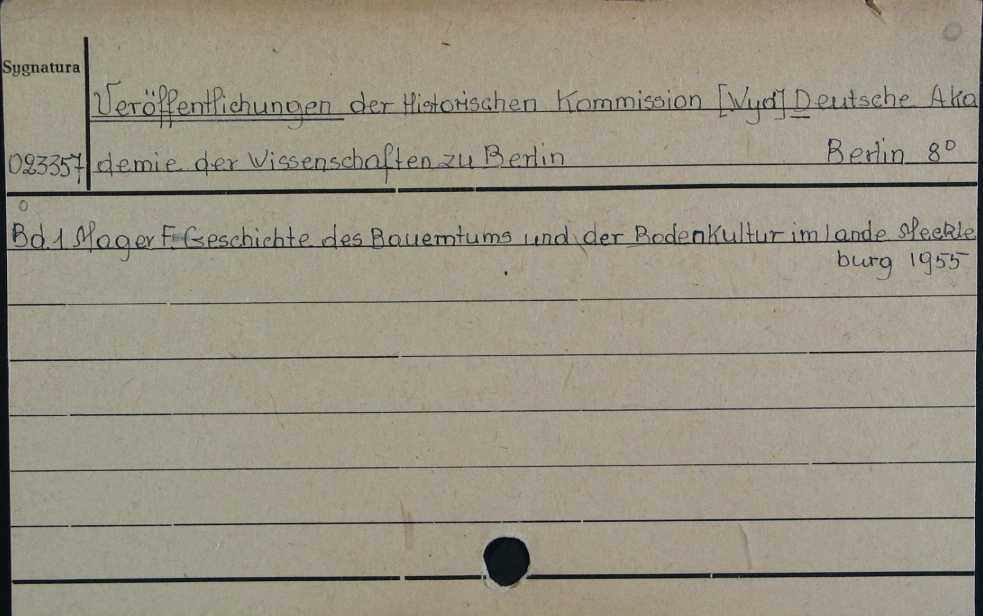 Sygnatura
Veröffentlichungen der Historischen Kommission [Wyd] Deutsche Aka
023357 demie der Wissenschaften zu Berlin Berlin 8°
Bd. 1 Mager F. Geschichte des Bauerntums und der Bodenkultur im Lande Meckle
burg 1955